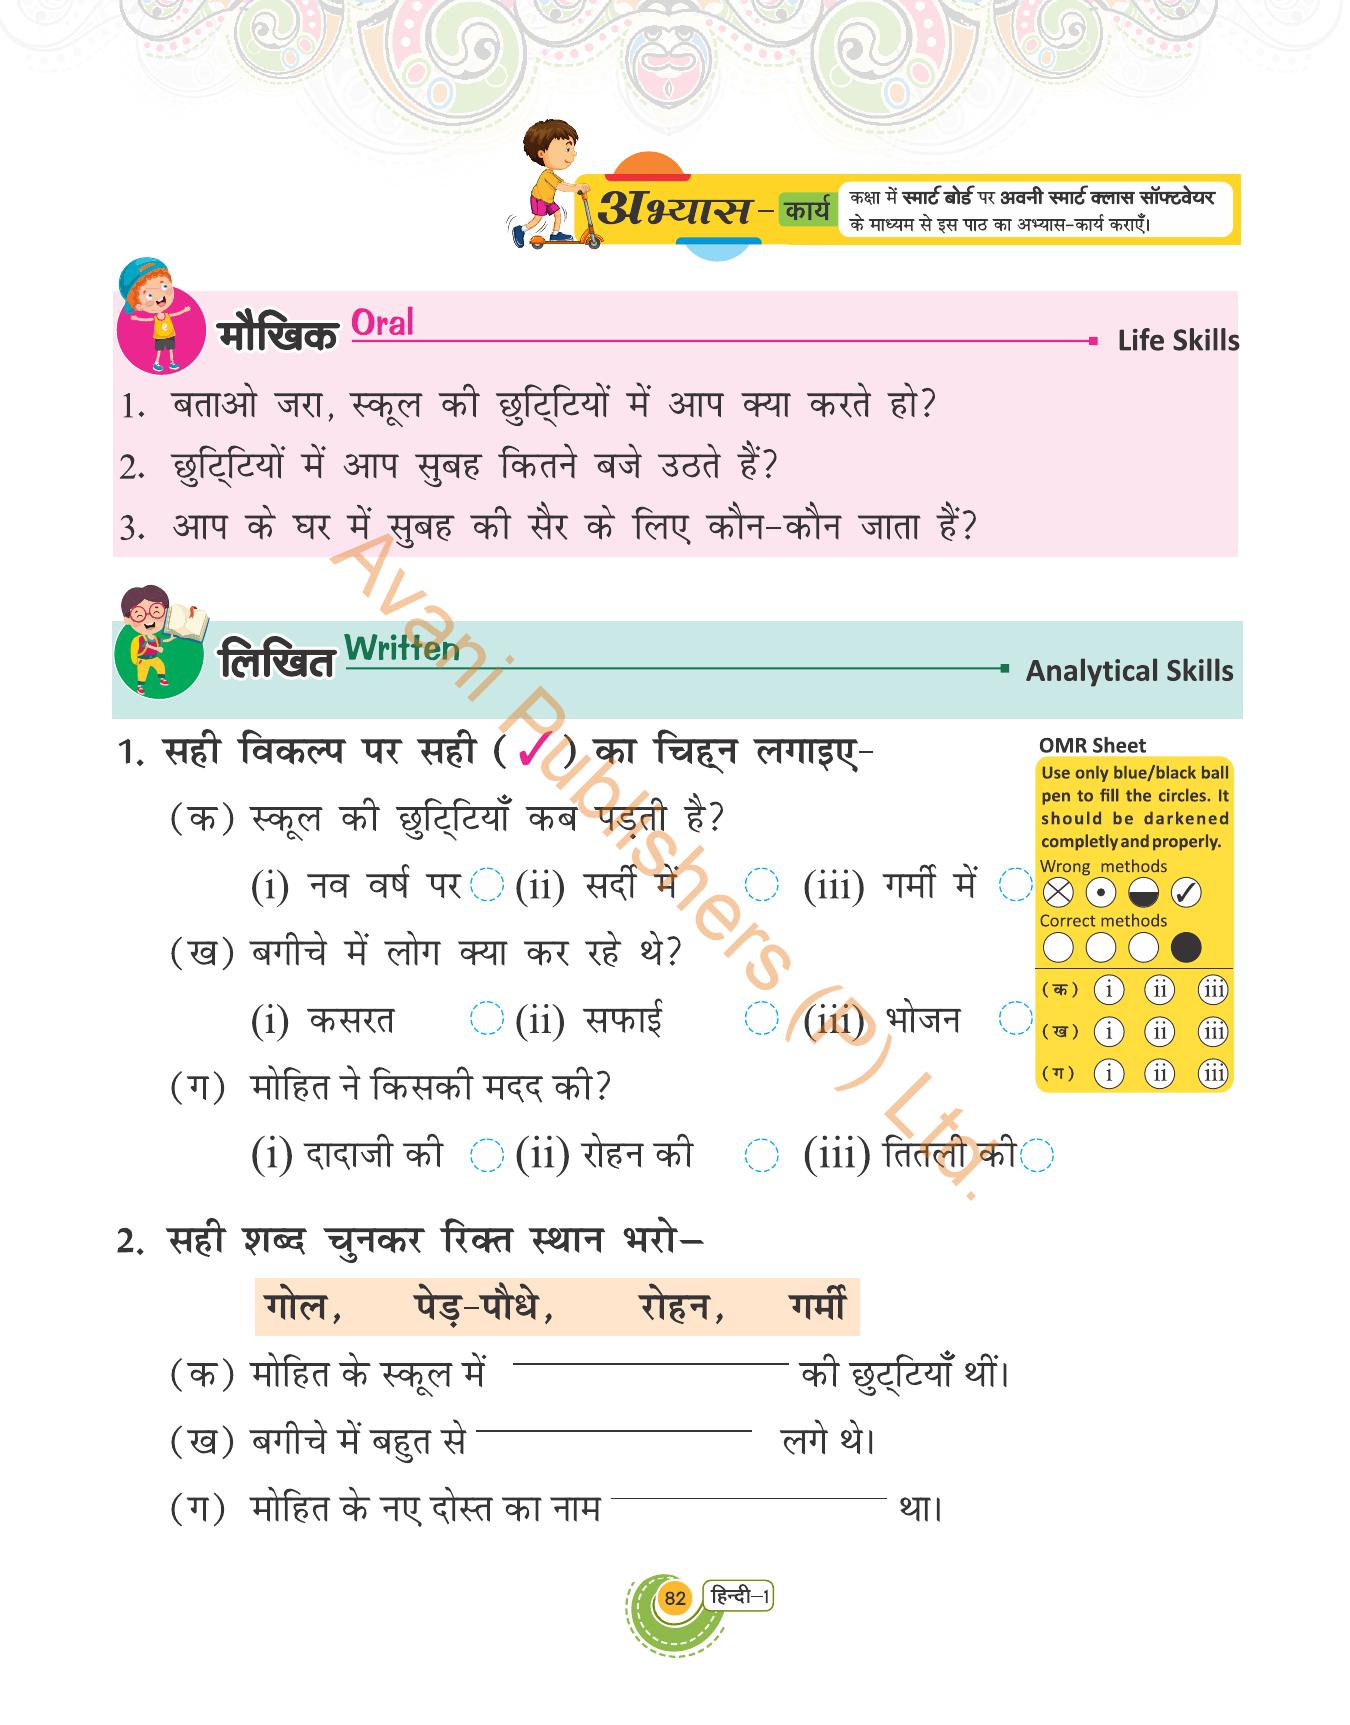 अभ्यास – कार्य
कक्षा में स्मार्ट बोर्ड पर अवनी स्मार्ट क्लास सॉफ्टवेयर
के माध्यम से इस पाठ का अभ्यास-कार्य कराएँ।
मौखिक Oral Life Skills
1. बताओ जरा, स्कूल की छुट्टियों में आप क्या करते हो?
2. छुट्टियों में आप सुबह कितने बजे उठते हैं?
3. आप के घर में सुबह की सैर के लिए कौन-कौन जाता हैं?
लिखित Written Analytical Skills
1. सही विकल्प पर सही (✓) का चिह्न लगाइए-
(क) स्कूल की छुट्टियाँ कब पड़ती है?
(i) नव वर्ष पर (ii) सर्दी में (iii) गर्मी में
(ख) बगीचे में लोग क्या कर रहे थे?
(i) कसरत (ii) सफाई (iii) भोजन
(ग) मोहित ने किसकी मदद की?
(i) दादाजी की (ii) रोहन की (iii) तितली की
OMR Sheet
Use only blue/black ball
pen to fill the circles. It
should be darkened
completly and properly.
Wrong methods
Correct methods
(क) i ii iii
(ख) i ii iii
(ग) i ii iii
2. सही शब्द चुनकर रिक्त स्थान भरो–
गोल, पेड़-पौधे, रोहन, गर्मी
(क) मोहित के स्कूल में ____________ की छुट्टियाँ थीं।
(ख) बगीचे में बहुत से ____________ लगे थे।
(ग) मोहित के नए दोस्त का नाम ____________ था।
82 हिन्दी–1
Avani Publishers (P) Ltd.